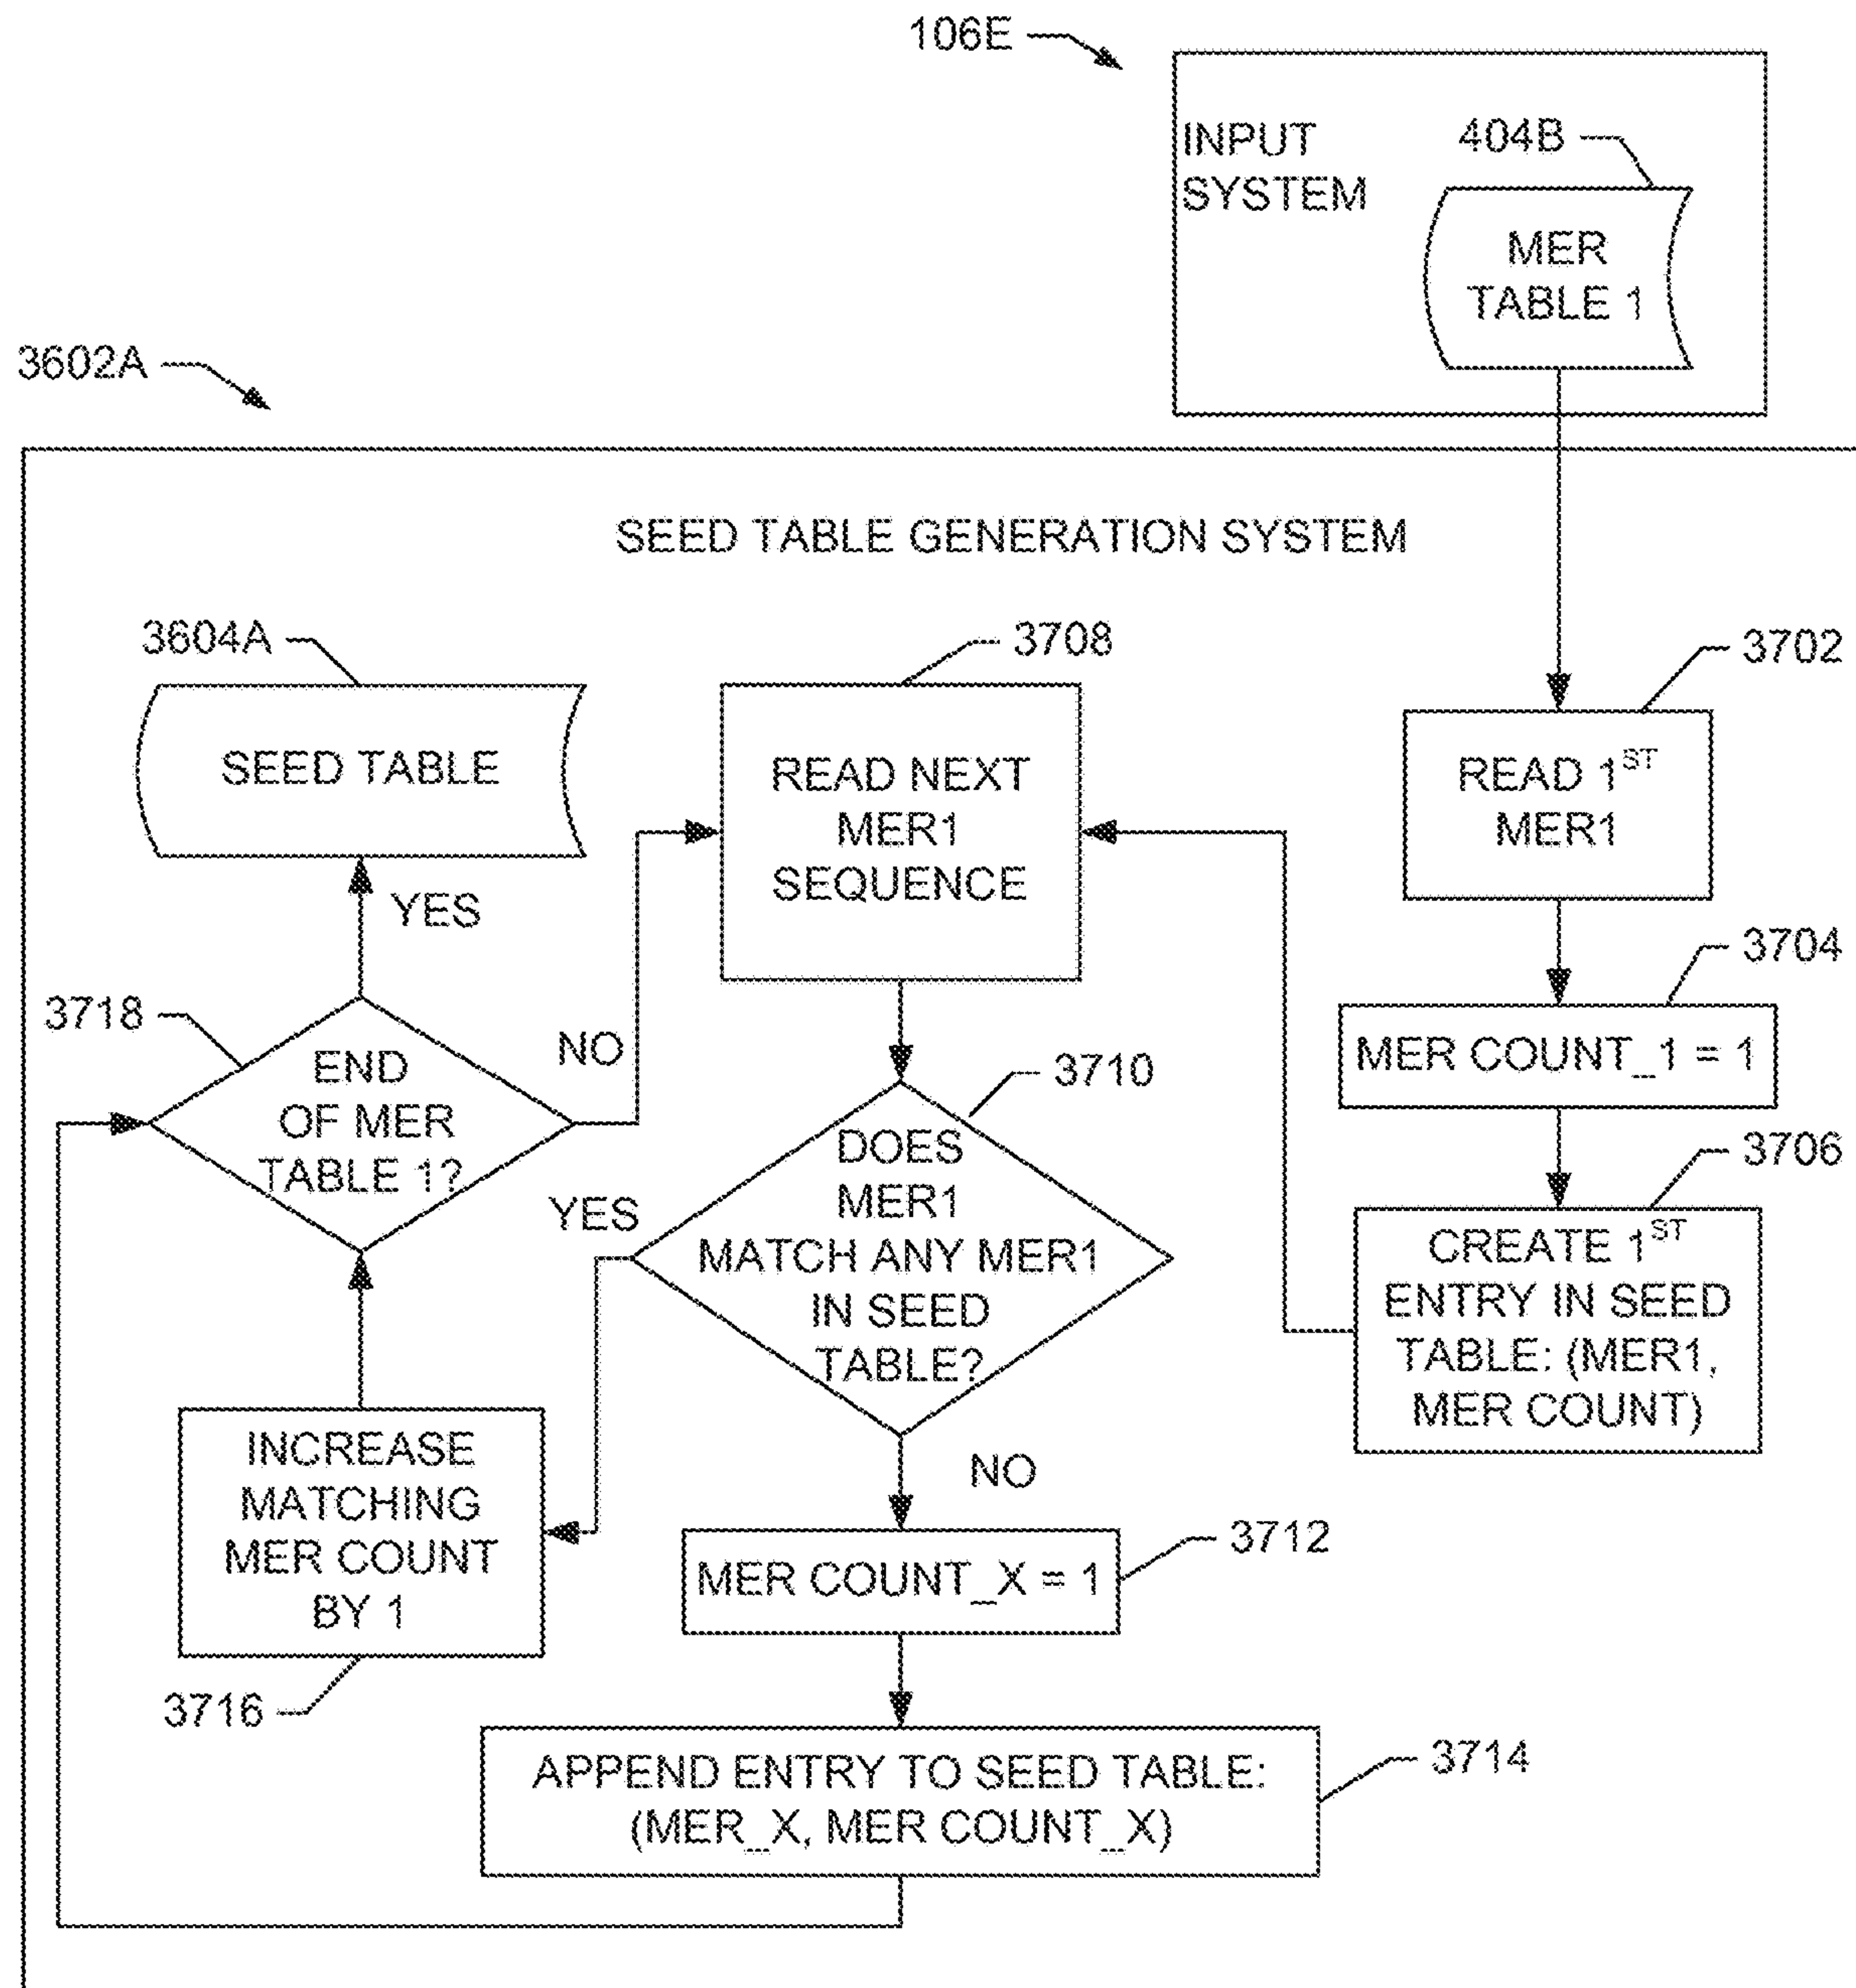 106E
INPUT
SYSTEM
404B
MER
TABLE 1
3602A
SEED TABLE GENERATION SYSTEM
3604A
SEED TABLE
3708
READ NEXT
MER1
SEQUENCE
3702
READ 1ST
MER1
YES
3704
MER COUNT_1 = 1
3718
END
OF MER
TABLE 1?
NO
3710
DOES
MER1
MATCH ANY MER1
IN SEED
TABLE?
YES
3706
CREATE 1ST
ENTRY IN SEED
TABLE: (MER1,
MER COUNT)
INCREASE
MATCHING
MER COUNT
BY 1
3716
NO
3712
MER COUNT_X = 1
3714
APPEND ENTRY TO SEED TABLE:
(MER_X, MER COUNT_X)